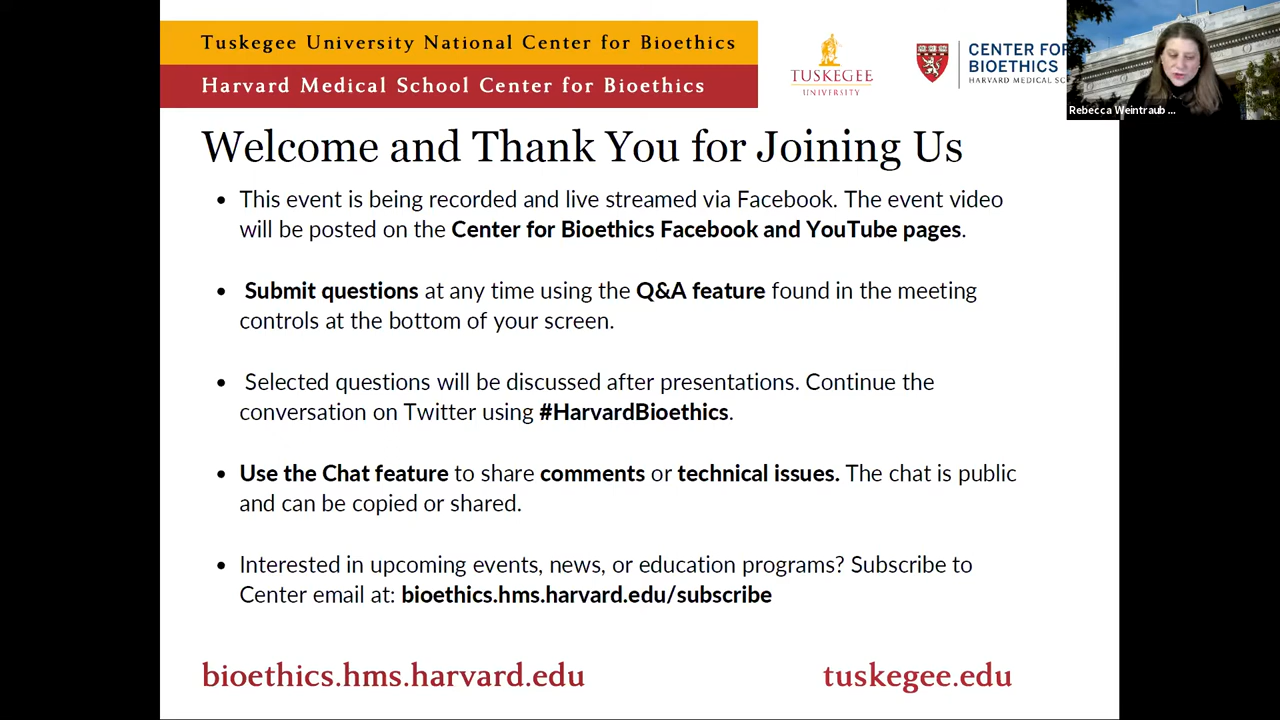 Tuskegee University National Center for Bioethics
Harvard Medical School Center for Bioethics
TUSKEGEE
UNIVERSITY
CENTER FOR
BIOETHICS
HARVARD MEDICAL SC
Rebecca Weintraub ...
Welcome and Thank You for Joining Us
• This event is being recorded and live streamed via Facebook. The event video
will be posted on the Center for Bioethics Facebook and YouTube pages.
• Submit questions at any time using the Q&A feature found in the meeting
controls at the bottom of your screen.
• Selected questions will be discussed after presentations. Continue the
conversation on Twitter using #HarvardBioethics.
• Use the Chat feature to share comments or technical issues. The chat is public
and can be copied or shared.
• Interested in upcoming events, news, or education programs? Subscribe to
Center email at: bioethics.hms.harvard.edu/subscribe
bioethics.hms.harvard.edu
tuskegee.edu